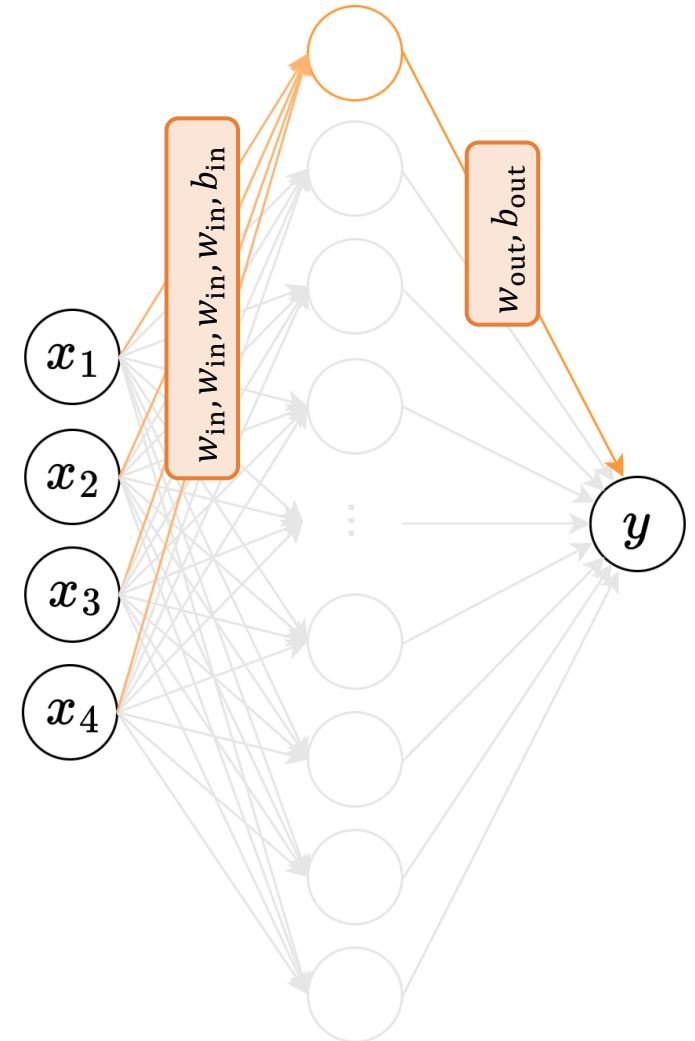 x₁
x₂
x₃
x₄
w_in, w_in, w_in, w_in, b_in
⋮
w_out, b_out
y